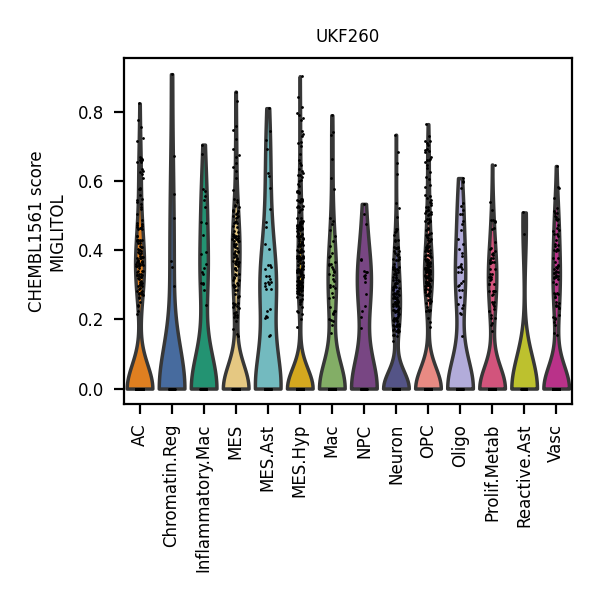 UKF260
CHEMBL1561 score
MIGLITOL
0.8
0.6
0.4
0.2
0.0
AC
Chromatin.Reg
Inflammatory.Mac
MES
MES.Ast
MES.Hyp
Mac
NPC
Neuron
OPC
Oligo
Prolif.Metab
Reactive.Ast
Vasc